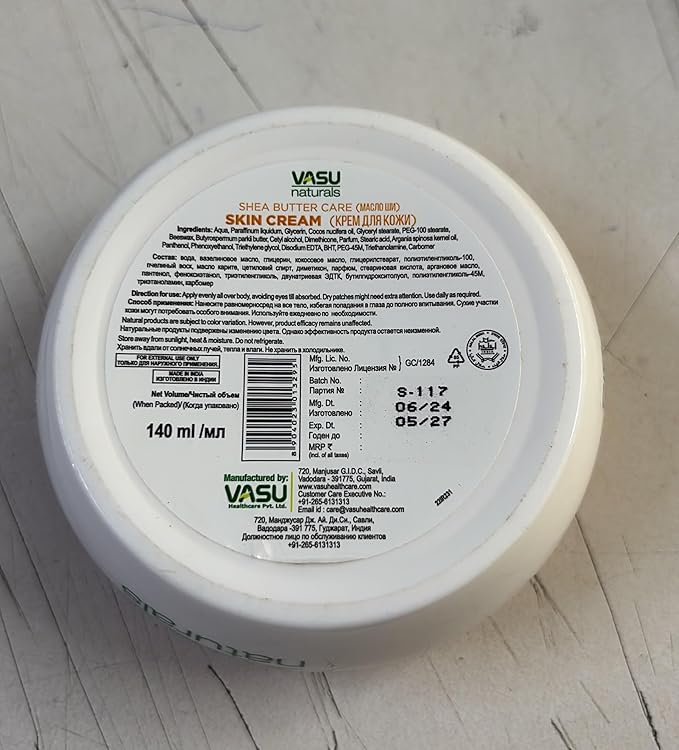 VASU
naturals
SHEA BUTTER CARE (МАСЛО ШИ)
SKIN CREAM (КРЕМ ДЛЯ КОЖИ)
Ingredients: Aqua, Paraffinum liquidum, Glycerin, Cocos nucifera oil, Glyceryl stearate, PEG-100 stearate,
Beeswax, Butyrospermum parkii butter, Cetyl alcohol, Dimethicone, Parfum, Stearic acid, Argania spinosa kernel oil,
Panthenol, Phenoxyethanol, Triethylene glycol, Disodium EDTA, BHT, PEG-45M, Triethanolamine, Carbomer
Состав: вода, вазелиновое масло, глицерин, кокосовое масло, глицерилстеарат, полиэтиленгликоль-100,
пчелиный воск, масло карите, цетиловый спирт, диметикон, парфюм, стеариновая кислота, аргановое масло,
пантенол, феноксиэтанол, триэтиленгликоль, двунатриевая ЭДТК, бутилгидрокситолуол, полиэтиленгликоль-45M,
триэтаноламин, карбомер
Direction for use: Apply evenly all over body, avoiding eyes till absorbed. Dry patches might need extra attention. Use daily as required.
Способ применения: Нанесите равномерно на все тело, избегая попадания в глаза до полного впитывания. Сухие участки
кожи могут потребовать особого внимания. Используйте ежедневно по необходимости.
Natural products are subject to color variation. However, product efficacy remains unaffected.
Натуральные продукты подвержены изменению цвета. Однако эффективность продукта остается неизменной.
Store away from sunlight, heat & moisture. Do not refrigerate.
Хранить вдали от солнечных лучей, тепла и влаги. Не хранить в холодильнике.
FOR EXTERNAL USE ONLY
ТОЛЬКО ДЛЯ НАРУЖНОГО ПРИМЕНЕНИЯ.
MADE IN INDIA
ИЗГОТОВЛЕНО В ИНДИИ
Net Volume/Чистый объем
(When Packed)/(Когда упаковано)
140 ml /мл
8904023013295
Mfg. Lic. No.
Изготовлено Лицензия № : GC/1284
Batch No.
Партия № : S-117
Mfg. Dt.
Изготовлено : 06/24
Exp. Dt.
Годен до : 05/27
MRP ₹ :
(incl. of all taxes)
PP
Manufactured by:
VASU
Healthcare Pvt. Ltd.
720, Manjusar G.I.D.C., Savli,
Vadodara - 391775, Gujarat, India
www.vasuhealthcare.com
Customer Care Executive No.:
+91-265-6131313
Email id : care@vasuhealthcare.com
720, Манджусар Дж. Ай. Ди.Си., Савли,
Вадодара -391 775, Гуджарат, Индия
Должностное лицо по обслуживанию клиентов
+91-265-6131313
naturals